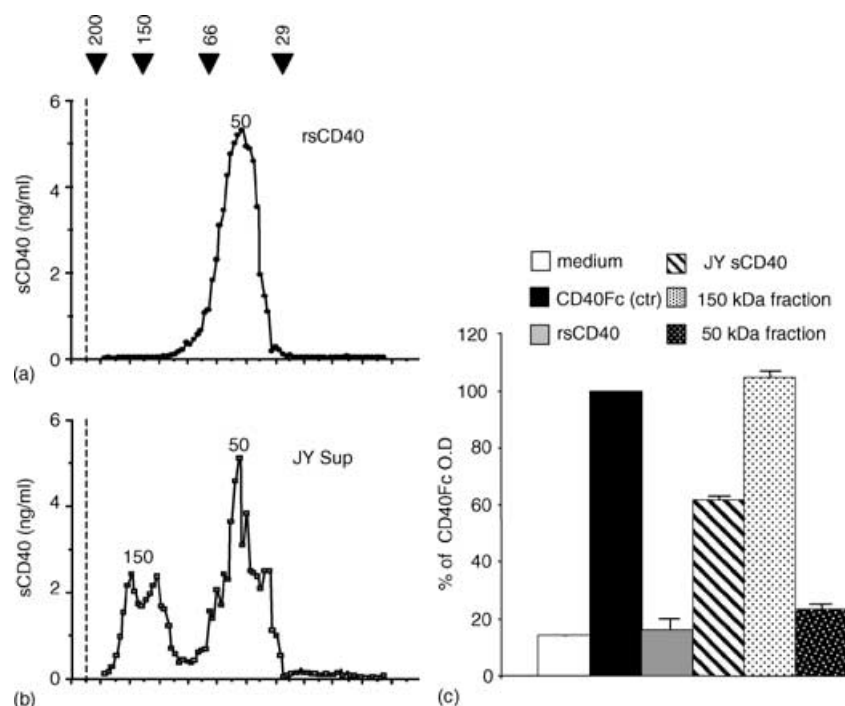 200
150
66
29
6
4
2
0
sCD40 (ng/ml)
50
rsCD40
(a)
6
4
2
0
sCD40 (ng/ml)
150
50
JY Sup
(b)
medium
JY sCD40
CD40Fc (ctr)
150 kDa fraction
rsCD40
50 kDa fraction
120
100
80
60
40
20
0
% of CD40Fc O.D
(c)